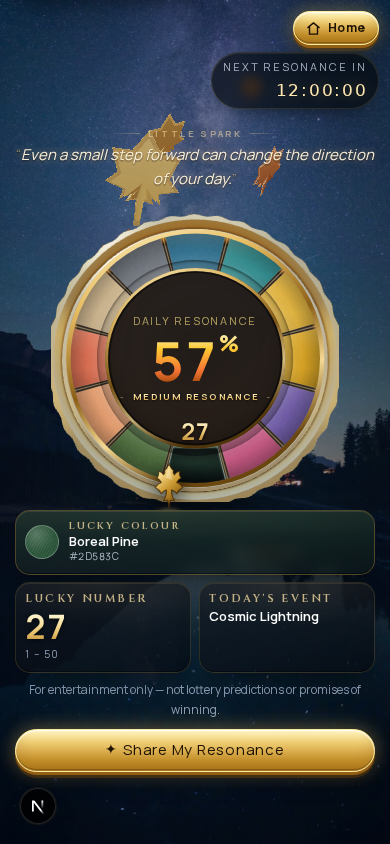 Home
NEXT RESONANCE IN
12:00:00
LITTLE SPARK
"Even a small step forward can change the direction
of your day."
DAILY RESONANCE
57%
MEDIUM RESONANCE
27
LUCKY COLOUR
Boreal Pine
#2D583C
LUCKY NUMBER
27
1 – 50
TODAY'S EVENT
Cosmic Lightning
For entertainment only — not lottery predictions or promises of
winning.
✦ Share My Resonance
N